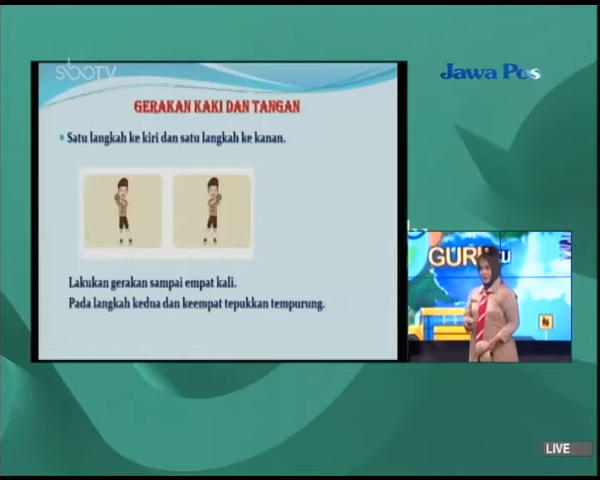 sboTV
Jawa Pos
GERAKAN KAKI DAN TANGAN
Satu langkah ke kiri dan satu langkah ke kanan.
GURU
Lakukan gerakan sampai empat kali.
Pada langkah kedua dan keempat tepukkan tempurung.
LIVE